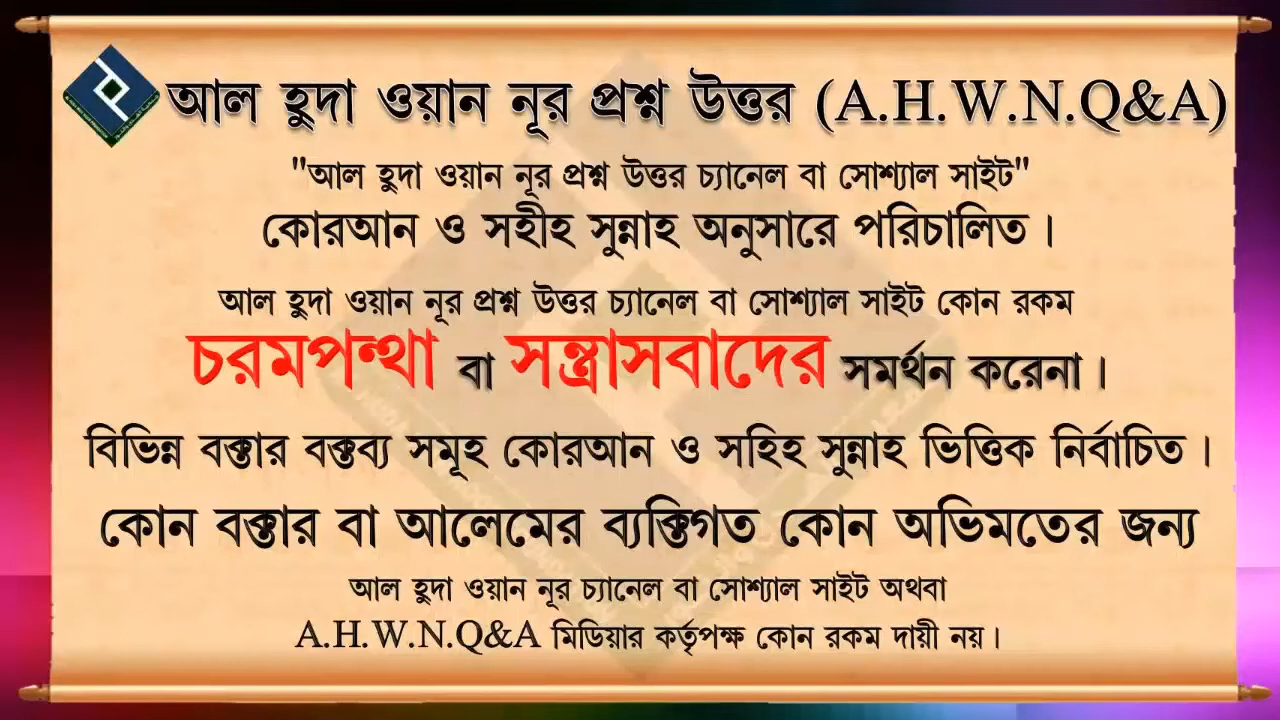 আল হুদা ওয়ান নূর প্রশ্ন উত্তর (A.H.W.N.Q&A)
"আল হুদা ওয়ান নূর প্রশ্ন উত্তর চ্যানেল বা সোশ্যাল সাইট"
কোরআন ও সহীহ সুন্নাহ অনুসারে পরিচালিত।
আল হুদা ওয়ান নূর প্রশ্ন উত্তর চ্যানেল বা সোশ্যাল সাইট কোন রকম
চরমপন্থা বা সন্ত্রাসবাদের সমর্থন করেনা।
বিভিন্ন বক্তার বক্তব্য সমূহ কোরআন ও সহিহ সুন্নাহ ভিত্তিক নির্বাচিত।
কোন বক্তার বা আলেমের ব্যক্তিগত কোন অভিমতের জন্য
আল হুদা ওয়ান নূর চ্যানেল বা সোশ্যাল সাইট অথবা
A.H.W.N.Q&A মিডিয়ার কর্তৃপক্ষ কোন রকম দায়ী নয়।